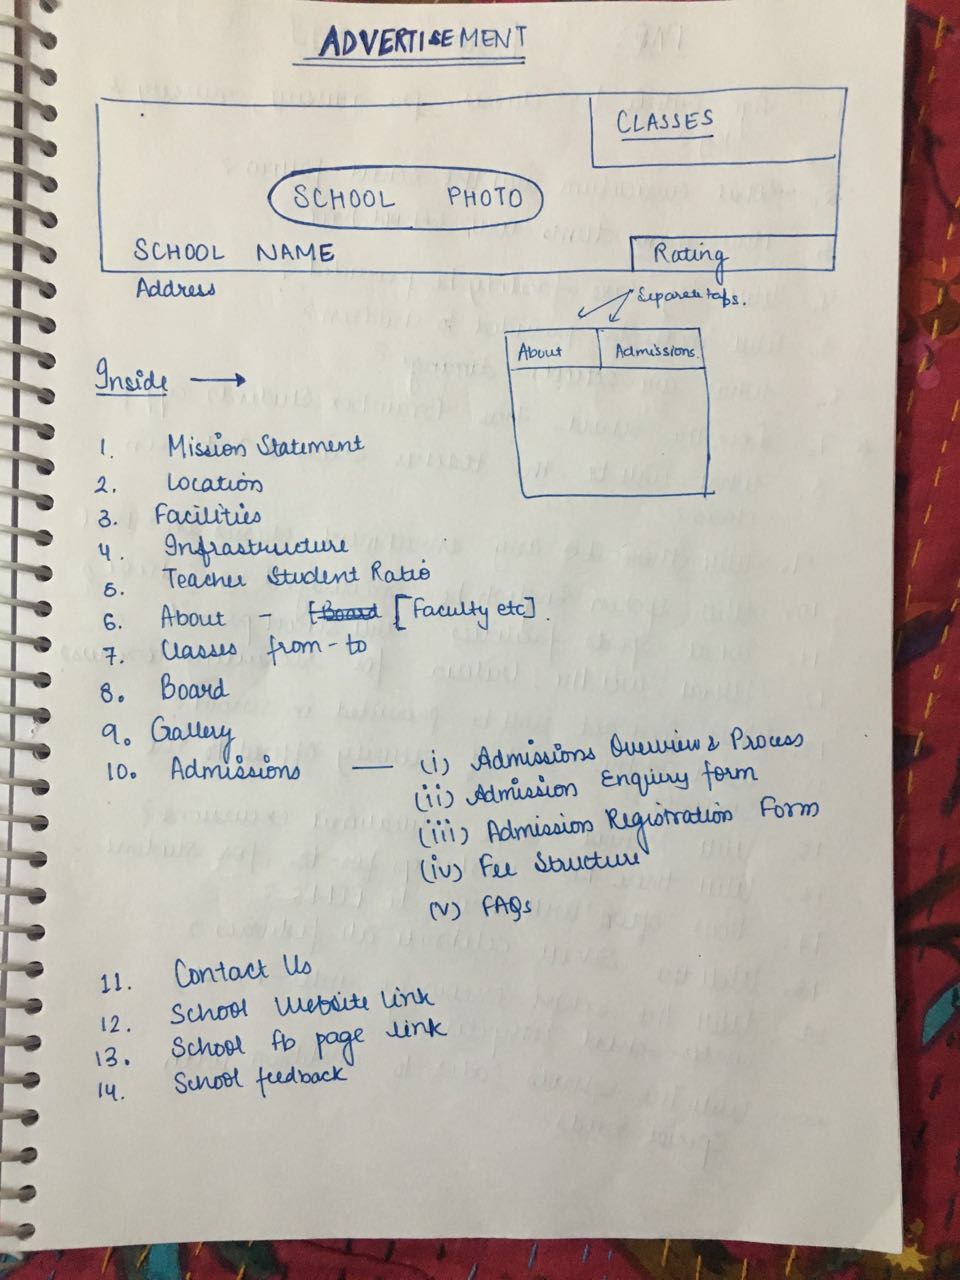 ADVERTISEMENT
CLASSES
SCHOOL PHOTO
SCHOOL NAME
Rating
Address
Separate tabs.
About
Admissions.
Inside →
1. Mission Statement
2. Location
3. Facilities
4. Infrastructure
5. Teacher Student Ratio
6. About - [Board [Faculty etc].
7. Classes from - to
8. Board
9. Gallery
10. Admissions — (i) Admissions Overview & Process
(ii) Admission Enquiry form
(iii) Admission Registration Form
(iv) Fee Structure
(v) FAQs
11. Contact Us
12. School Website link
13. School fb page link
14. School feedback